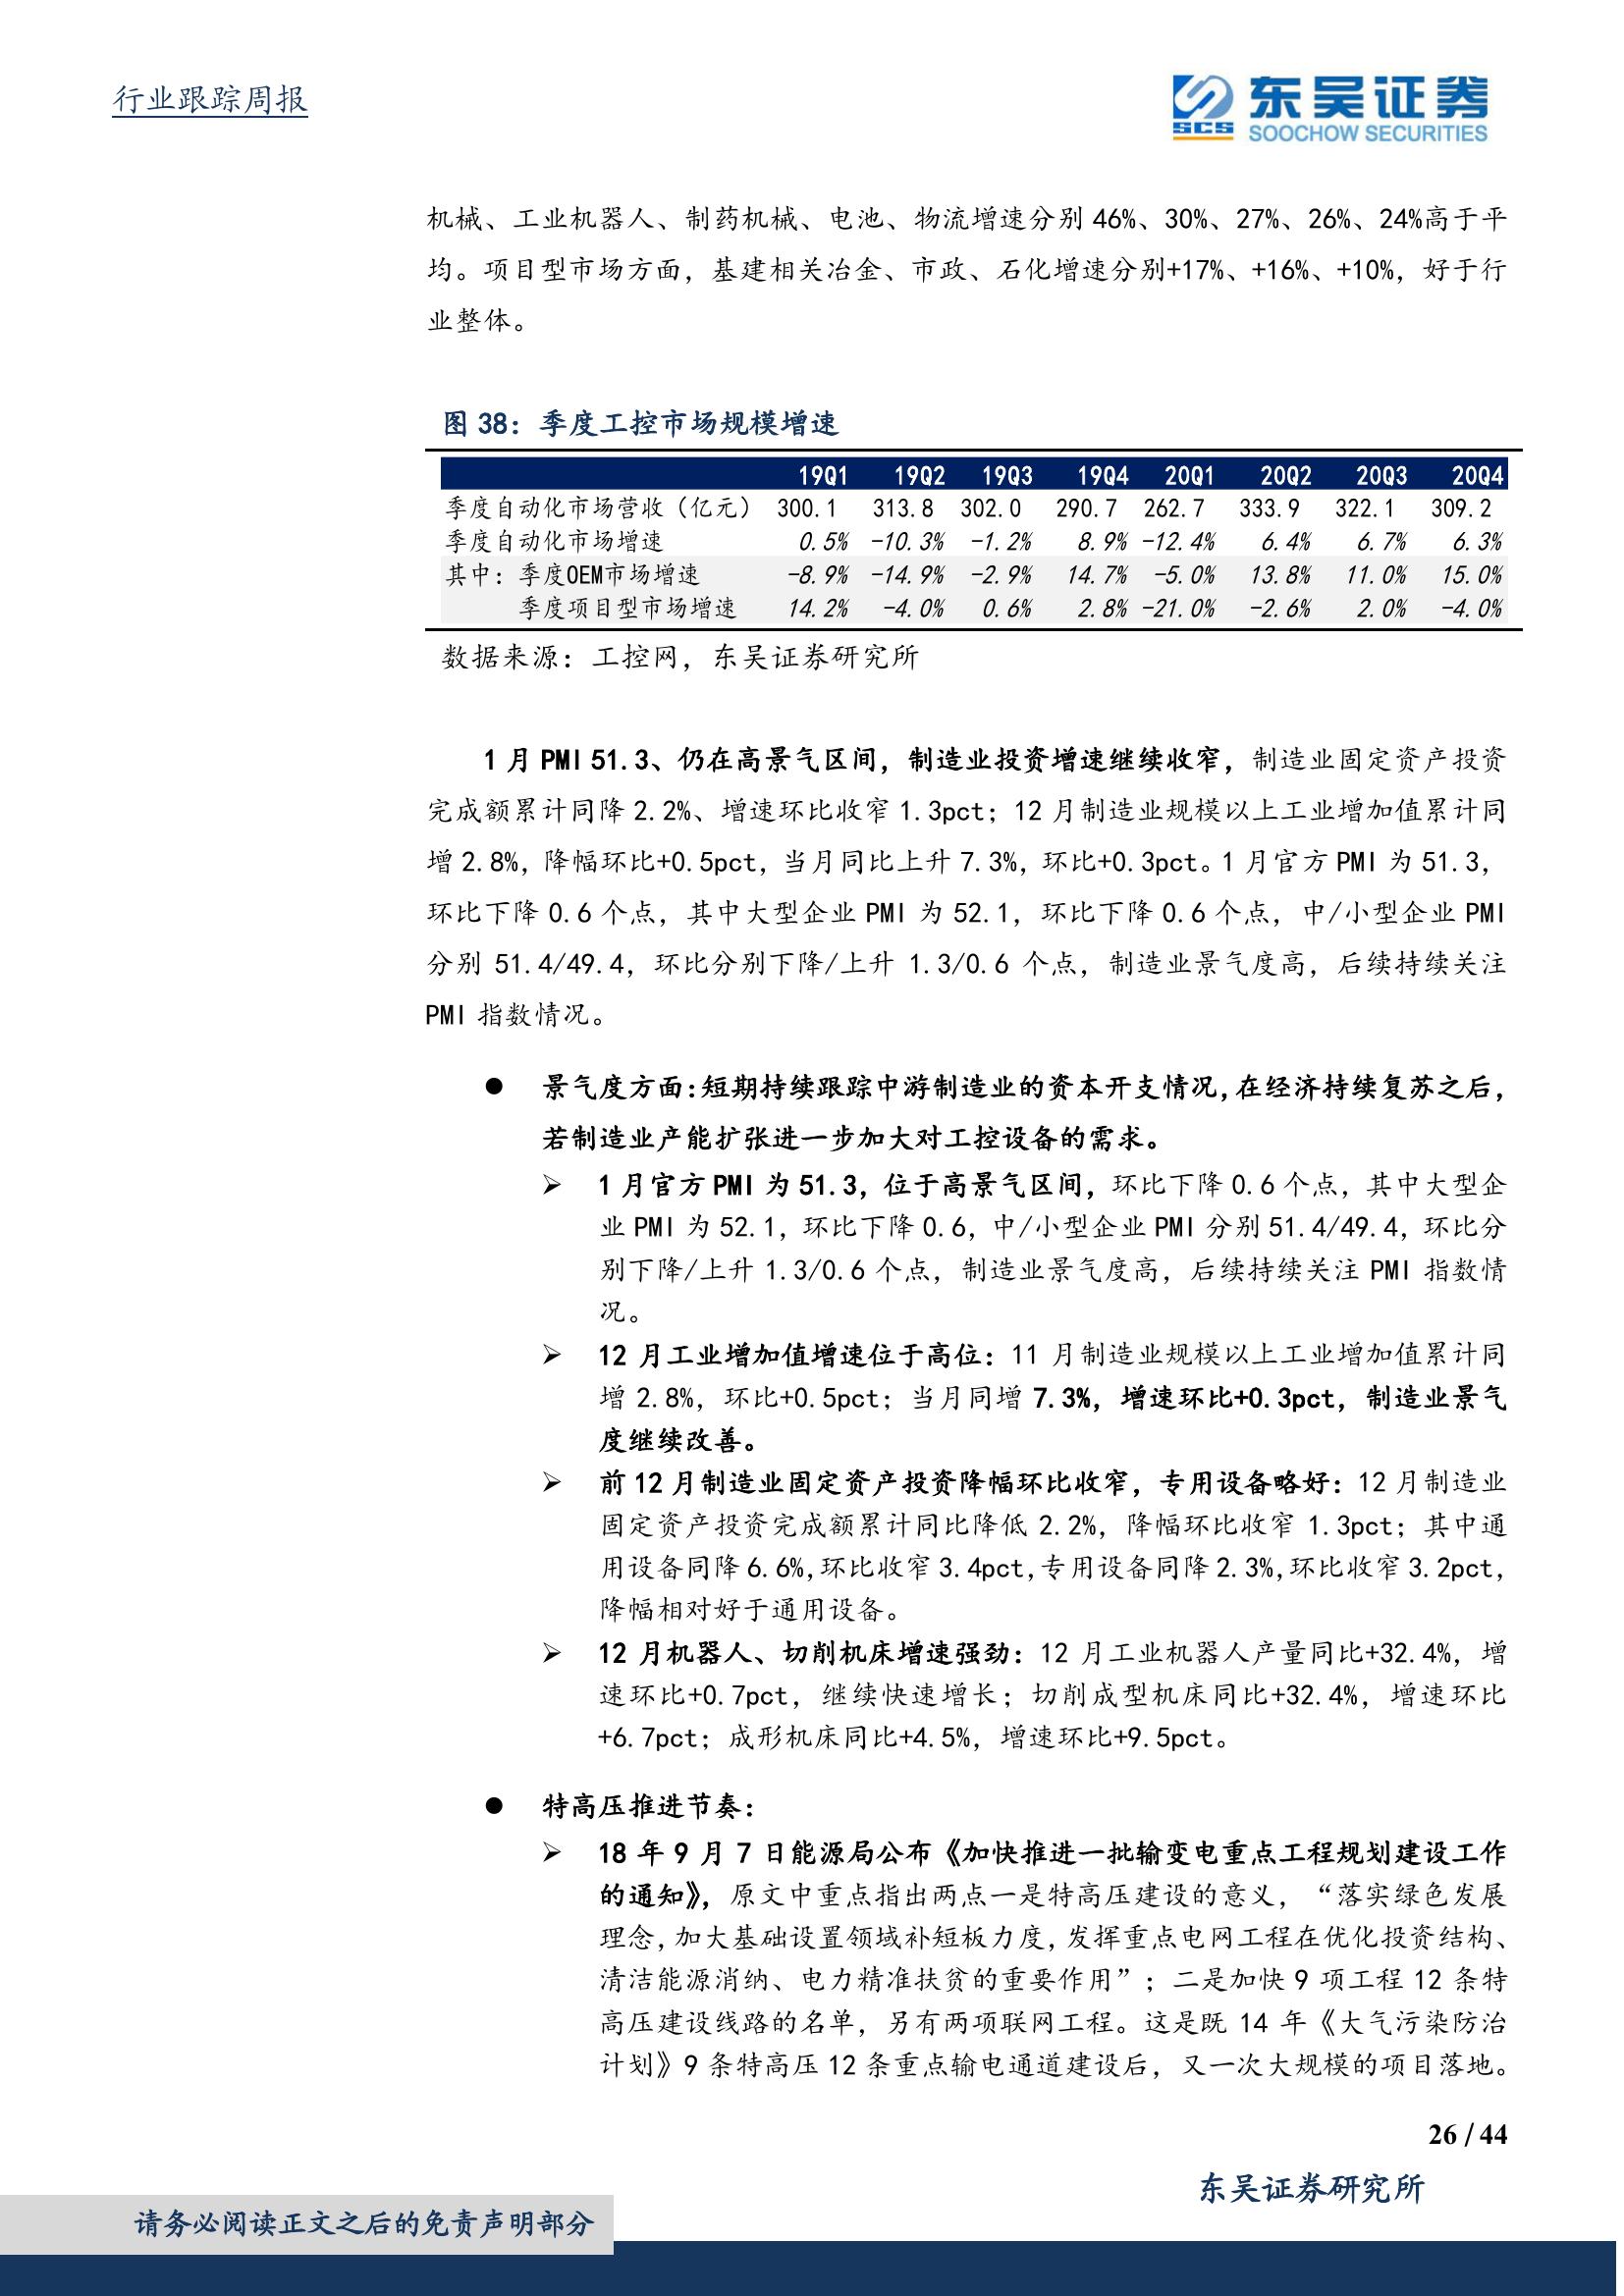 行业跟踪周报
东吴证券
SCS
SOOCHOW SECURITIES
机械、工业机器人、制药机械、电池、物流增速分别 46%、30%、27%、26%、24%高于平
均。项目型市场方面，基建相关冶金、市政、石化增速分别+17%、+16%、+10%，好于行
业整体。
图 38：季度工控市场规模增速
19Q1 19Q2 19Q3 19Q4 20Q1 20Q2 20Q3 20Q4
季度自动化市场营收（亿元） 300.1 313.8 302.0 290.7 262.7 333.9 322.1 309.2
季度自动化市场增速 0.5% -10.3% -1.2% 8.9% -12.4% 6.4% 6.7% 6.3%
其中：季度OEM市场增速 -8.9% -14.9% -2.9% 14.7% -5.0% 13.8% 11.0% 15.0%
季度项目型市场增速 14.2% -4.0% 0.6% 2.8% -21.0% -2.6% 2.0% -4.0%
数据来源：工控网，东吴证券研究所
1 月 PMI 51.3、仍在高景气区间，制造业投资增速继续收窄，制造业固定资产投资
完成额累计同降 2.2%、增速环比收窄 1.3pct；12 月制造业规模以上工业增加值累计同
增 2.8%，降幅环比+0.5pct，当月同比上升 7.3%，环比+0.3pct。1 月官方 PMI 为 51.3，
环比下降 0.6 个点，其中大型企业 PMI 为 52.1，环比下降 0.6 个点，中/小型企业 PMI
分别 51.4/49.4，环比分别下降/上升 1.3/0.6 个点，制造业景气度高，后续持续关注
PMI 指数情况。
● 景气度方面：短期持续跟踪中游制造业的资本开支情况，在经济持续复苏之后，
若制造业产能扩张进一步加大对工控设备的需求。
➢ 1 月官方 PMI 为 51.3，位于高景气区间，环比下降 0.6 个点，其中大型企
业 PMI 为 52.1，环比下降 0.6，中/小型企业 PMI 分别 51.4/49.4，环比分
别下降/上升 1.3/0.6 个点，制造业景气度高，后续持续关注 PMI 指数情
况。
➢ 12 月工业增加值增速位于高位：11 月制造业规模以上工业增加值累计同
增 2.8%，环比+0.5pct；当月同增 7.3%，增速环比+0.3pct，制造业景气
度继续改善。
➢ 前 12 月制造业固定资产投资降幅环比收窄，专用设备略好：12 月制造业
固定资产投资完成额累计同比降低 2.2%，降幅环比收窄 1.3pct；其中通
用设备同降 6.6%，环比收窄 3.4pct，专用设备同降 2.3%，环比收窄 3.2pct，
降幅相对好于通用设备。
➢ 12 月机器人、切削机床增速强劲：12 月工业机器人产量同比+32.4%，增
速环比+0.7pct，继续快速增长；切削成型机床同比+32.4%，增速环比
+6.7pct；成形机床同比+4.5%，增速环比+9.5pct。
● 特高压推进节奏：
➢ 18 年 9 月 7 日能源局公布《加快推进一批输变电重点工程规划建设工作
的通知》，原文中重点指出两点一是特高压建设的意义，“落实绿色发展
理念，加大基础设置领域补短板力度，发挥重点电网工程在优化投资结构、
清洁能源消纳、电力精准扶贫的重要作用”；二是加快 9 项工程 12 条特
高压建设线路的名单，另有两项联网工程。这是既 14 年《大气污染防治
计划》9 条特高压 12 条重点输电通道建设后，又一次大规模的项目落地。
26 / 44
东吴证券研究所
请务必阅读正文之后的免责声明部分